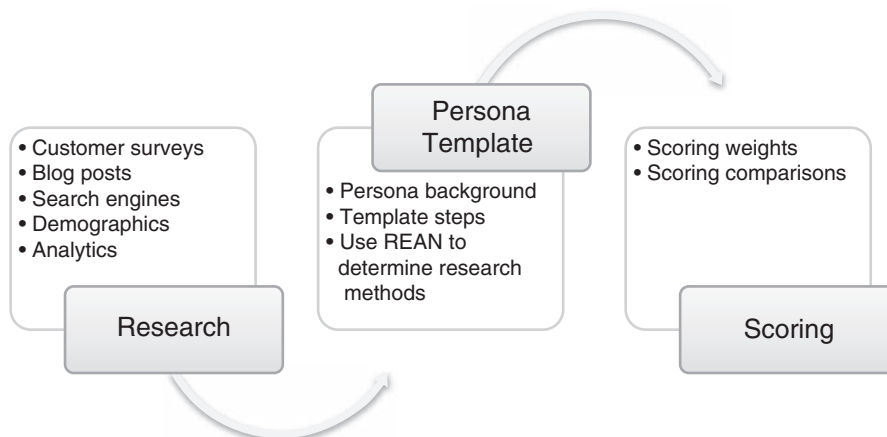 • Customer surveys
• Blog posts
• Search engines
• Demographics
• Analytics
Research
Persona
Template
• Persona background
• Template steps
• Use REAN to
determine research
methods
• Scoring weights
• Scoring comparisons
Scoring